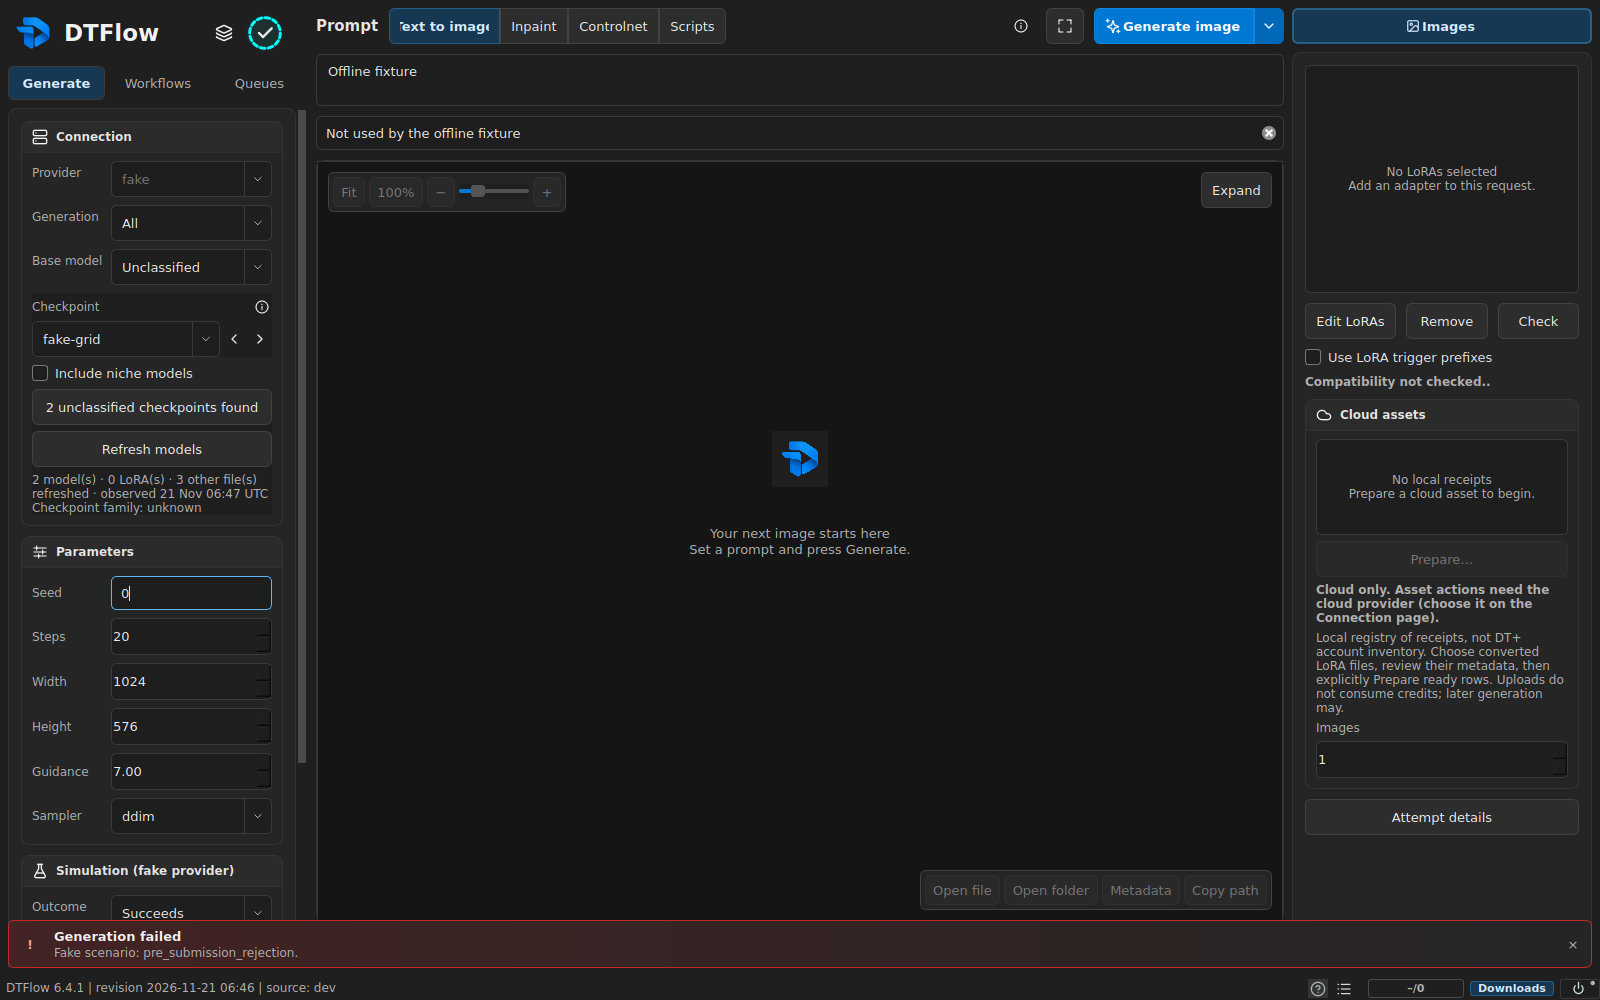 DTFlow
Generate
Workflows
Queues
Connection
Provider
fake
Generation
All
Base model
Unclassified
Checkpoint
fake-grid
Include niche models
2 unclassified checkpoints found
Refresh models
2 model(s) · 0 LoRA(s) · 3 other file(s)
refreshed · observed 21 Nov 06:47 UTC
Checkpoint family: unknown
Parameters
Seed
0
Steps
20
Width
1024
Height
576
Guidance
7.00
Sampler
ddim
Simulation (fake provider)
Outcome
Succeeds
Prompt
Text to image
Inpaint
Controlnet
Scripts
Generate image
Offline fixture
Not used by the offline fixture
Fit
100%
−
+
Expand
Your next image starts here
Set a prompt and press Generate.
Open file
Open folder
Metadata
Copy path
Images
No LoRAs selected
Add an adapter to this request.
Edit LoRAs
Remove
Check
Use LoRA trigger prefixes
Compatibility not checked..
Cloud assets
No local receipts
Prepare a cloud asset to begin.
Prepare...
Cloud only. Asset actions need the
cloud provider (choose it on the
Connection page).
Local registry of receipts, not DT+
account inventory. Choose converted
LoRA files, review their metadata, then
explicitly Prepare ready rows. Uploads do
not consume credits; later generation
may.
Images
1
Attempt details
! Generation failed
Fake scenario: pre_submission_rejection.
DTFlow 6.4.1 | revision 2026-11-21 06:46 | source: dev
-/0
Downloads